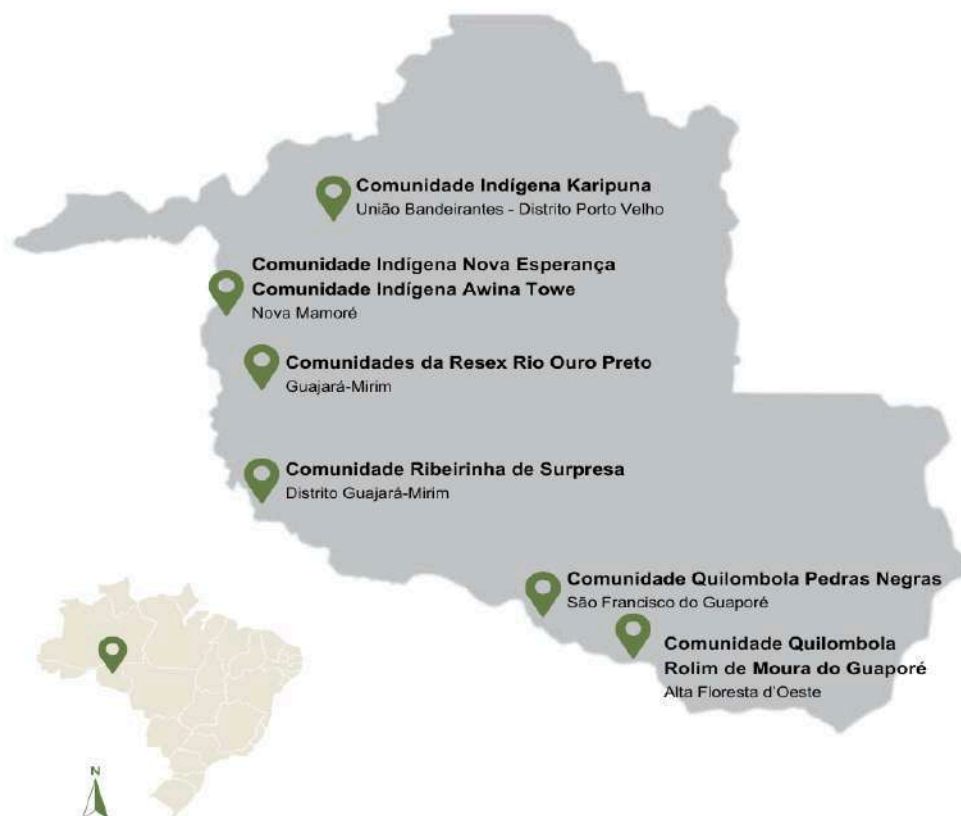 Comunidade Indígena Karipuna
União Bandeirantes - Distrito Porto Velho
Comunidade Indígena Nova Esperança
Comunidade Indígena Awina Towe
Nova Mamoré
Comunidades da Resex Rio Ouro Preto
Guajará-Mirim
Comunidade Ribeirinha de Surpresa
Distrito Guajará-Mirim
Comunidade Quilombola Pedras Negras
São Francisco do Guaporé
Comunidade Quilombola
Rolim de Moura do Guaporé
Alta Floresta d'Oeste
N